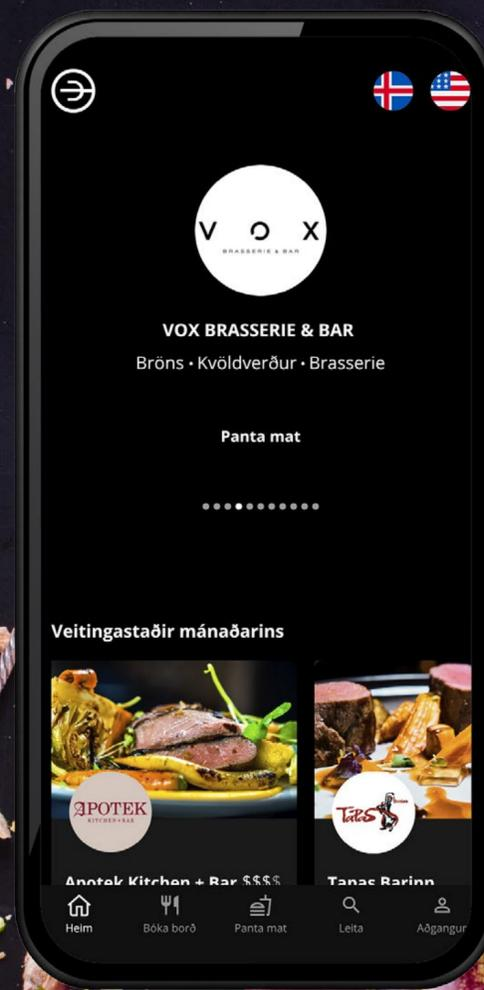 V O X
BRASSERIE & BAR
VOX BRASSERIE & BAR
Bröns • Kvöldverður • Brasserie
Panta mat
Veitingastaðir mánaðarins
APOTEK
KITCHEN+BAR
TAPAS
Apotek Kitchen + Bar $$$$
Tapas Barinn
Heim
Bóka borð
Panta mat
Leita
Aðgangur